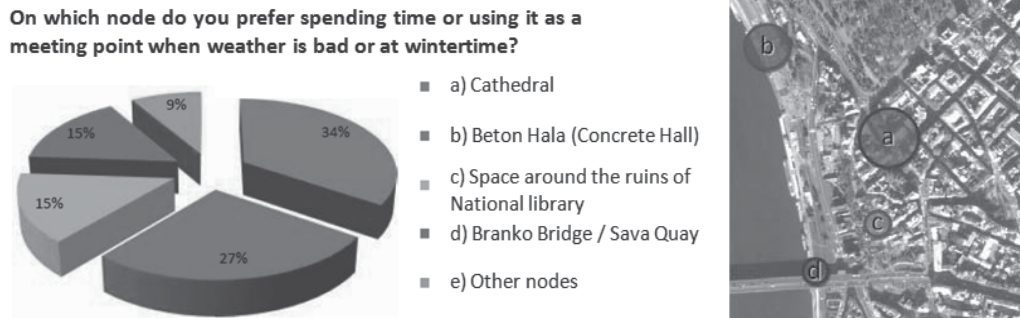 On which node do you prefer spending time or using it as a
meeting point when weather is bad or at wintertime?
9%
15%
34%
15%
27%
a) Cathedral
b) Beton Hala (Concrete Hall)
c) Space around the ruins of
National library
d) Branko Bridge / Sava Quay
e) Other nodes
b
a
c
d